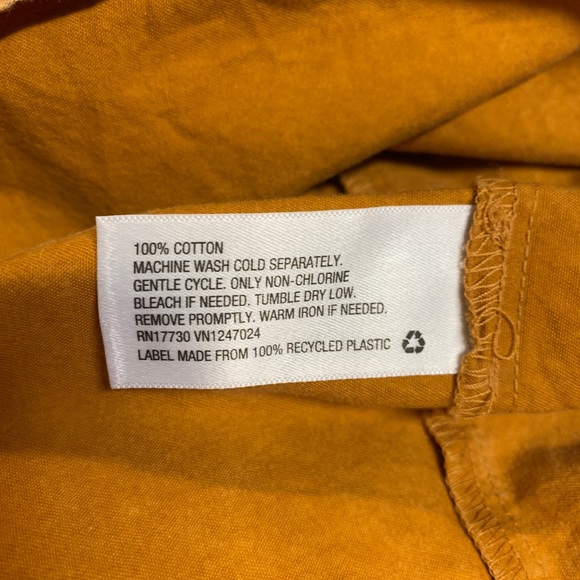 100% COTTON
MACHINE WASH COLD SEPARATELY.
GENTLE CYCLE. ONLY NON-CHLORINE
BLEACH IF NEEDED. TUMBLE DRY LOW.
REMOVE PROMPTLY. WARM IRON IF NEEDED.
RN17730 VN1247024
LABEL MADE FROM 100% RECYCLED PLASTIC